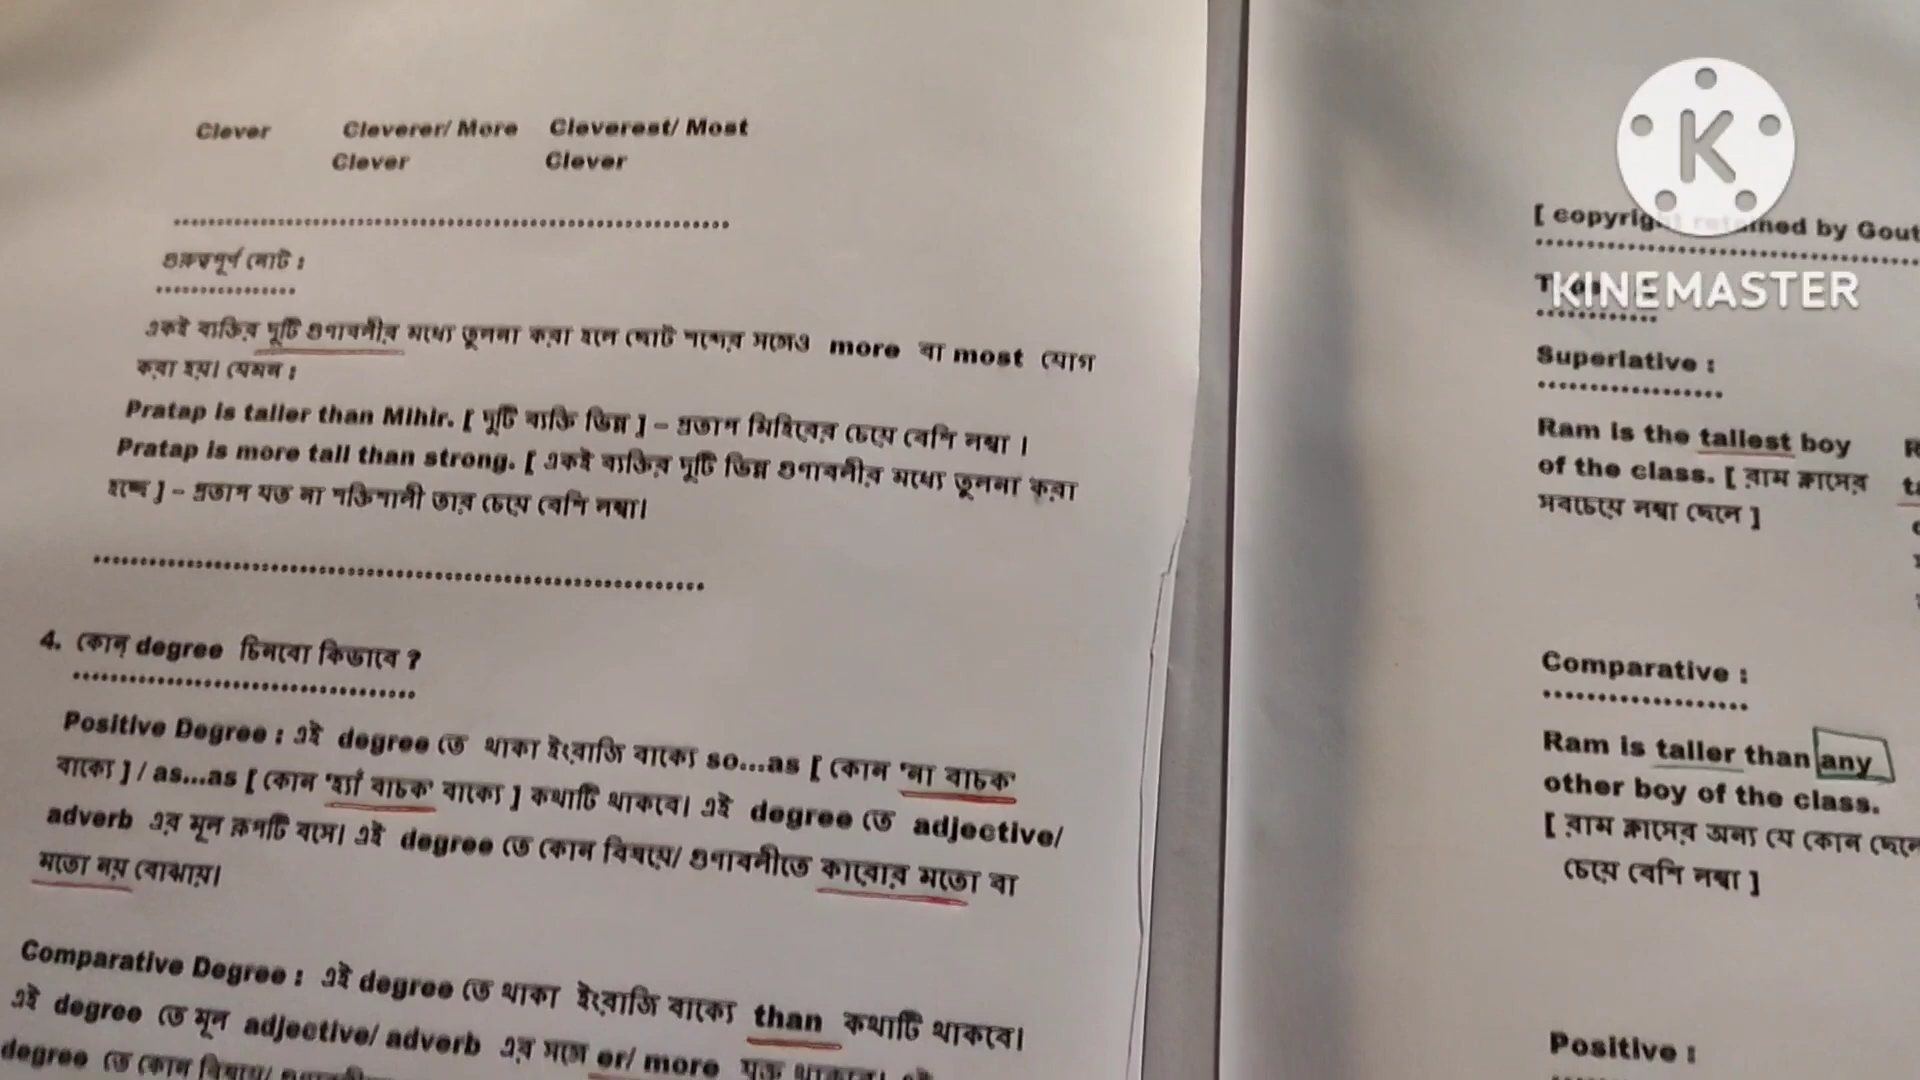 Clever Cleverer/ More Cleverest/ Most
Clever Clever
গুরুত্বপূর্ণ নোট :
একই ব্যক্তির দুটি গুণাবলীর মধ্যে তুলনা করা হলে ছোট শব্দের সঙ্গেও more বা most যোগ
করা হয়। যেমন :
Pratap is taller than Mihir. [ দুটি ব্যক্তি ভিন্ন ] – প্রতাপ মিহিরের চেয়ে বেশি লম্বা ।
Pratap is more tall than strong. [ একই ব্যক্তির দুটি ভিন্ন গুণাবলীর মধ্যে তুলনা করা
হচ্ছে ] – প্রতাপ যত না শক্তিশালী তার চেয়ে বেশি লম্বা।
4. কোন্ degree চিনবো কিভাবে ?
Positive Degree : এই degree তে থাকা ইংরাজি বাক্যে so...as [ কোন 'না বাচক'
বাক্যে ] / as...as [ কোন 'হ্যাঁ বাচক' বাক্যে ] কথাটি থাকবে। এই degree তে adjective/
adverb এর মূল রূপটি বসে। এই degree তে কোন বিষয়ে/ গুণাবলীতে কারোর মতো বা
মতো নয় বোঝায়।
Comparative Degree : এই degree তে থাকা ইংরাজি বাক্যে than কথাটি থাকবে।
এই degree তে মূল adjective/ adverb এর সঙ্গে er/ more যুক্ত থাকবে। এই
degree তে কোন বিষয়ে/
[ copyright retained by Gout
KINEMASTER
Superlative :
Ram is the tallest boy
of the class. [ রাম ক্লাসের
সবচেয়ে লম্বা ছেলে ]
Comparative :
Ram is taller than any
other boy of the class.
[ রাম ক্লাসের অন্য যে কোন ছেলে
চেয়ে বেশি লম্বা ]
Positive :